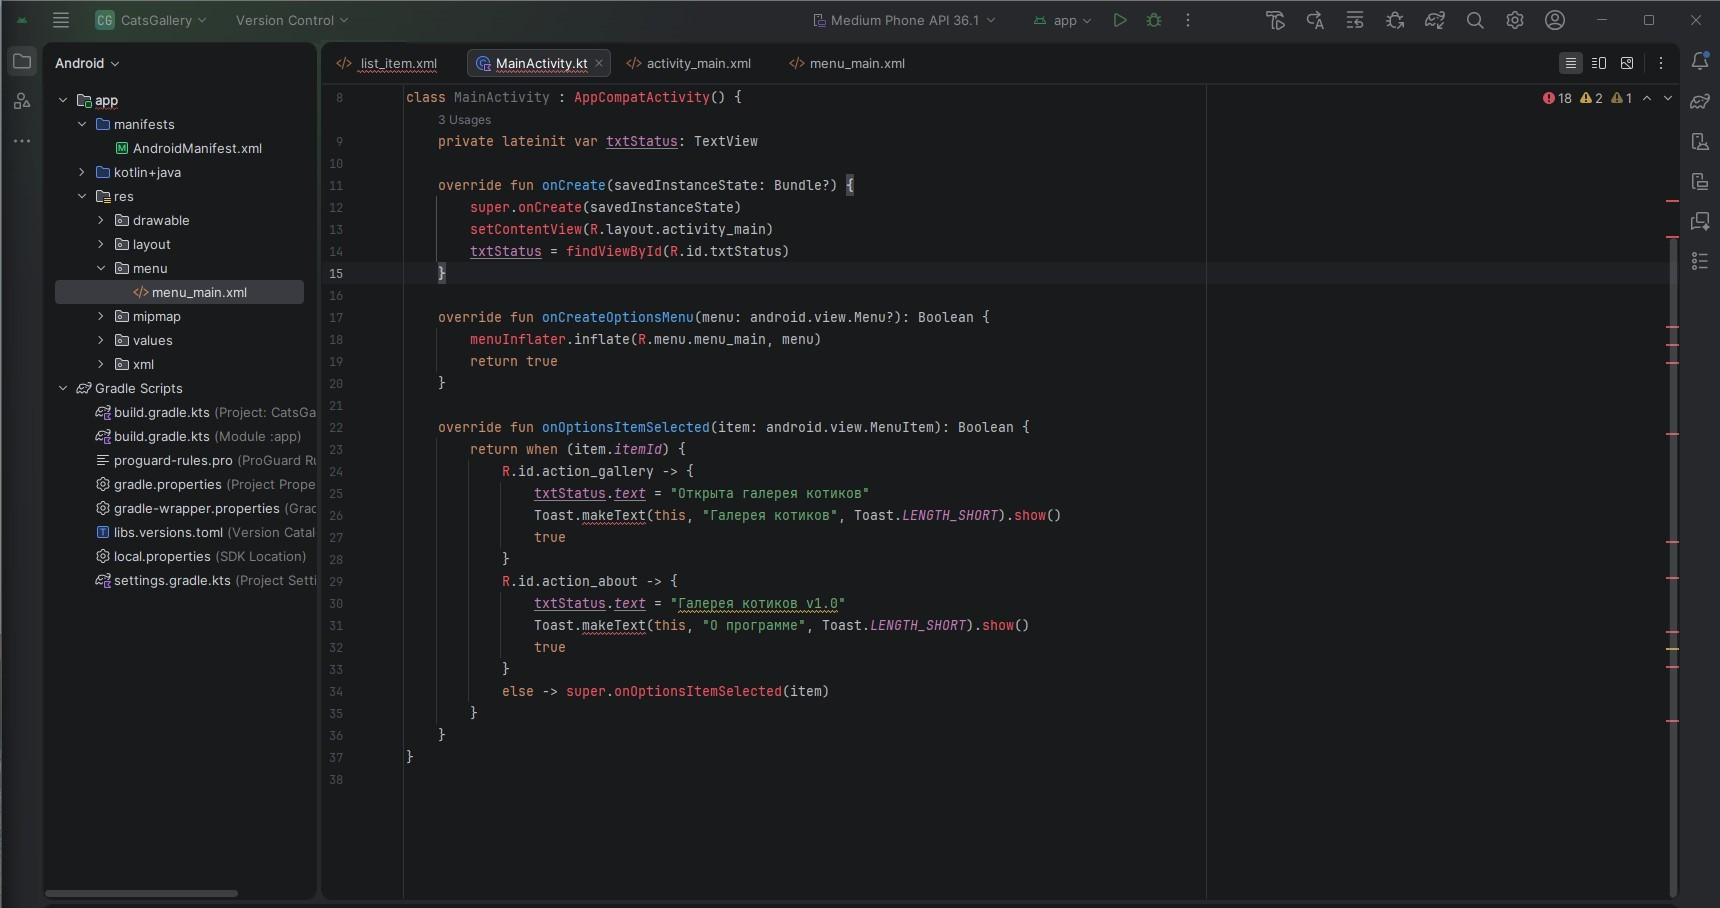 CG CatsGallery Version Control Medium Phone API 36.1 app
Android
list_item.xml MainActivity.kt activity_main.xml menu_main.xml
18 2 1
app
manifests
AndroidManifest.xml
kotlin+java
res
drawable
layout
menu
menu_main.xml
mipmap
values
xml
Gradle Scripts
build.gradle.kts (Project: CatsGa
build.gradle.kts (Module :app)
proguard-rules.pro (ProGuard Ru
gradle.properties (Project Prope
gradle-wrapper.properties (Grad
libs.versions.toml (Version Catal
local.properties (SDK Location)
settings.gradle.kts (Project Setti
8 class MainActivity : AppCompatActivity() {
3 Usages
9 private lateinit var txtStatus: TextView
10
11 override fun onCreate(savedInstanceState: Bundle?) {
12 super.onCreate(savedInstanceState)
13 setContentView(R.layout.activity_main)
14 txtStatus = findViewById(R.id.txtStatus)
15 }
16
17 override fun onCreateOptionsMenu(menu: android.view.Menu?): Boolean {
18 menuInflater.inflate(R.menu.menu_main, menu)
19 return true
20 }
21
22 override fun onOptionsItemSelected(item: android.view.MenuItem): Boolean {
23 return when (item.itemId) {
24 R.id.action_gallery -> {
25 txtStatus.text = "Открыта галерея котиков"
26 Toast.makeText(this, "Галерея котиков", Toast.LENGTH_SHORT).show()
27 true
28 }
29 R.id.action_about -> {
30 txtStatus.text = "Галерея котиков v1.0"
31 Toast.makeText(this, "О программе", Toast.LENGTH_SHORT).show()
32 true
33 }
34 else -> super.onOptionsItemSelected(item)
35 }
36 }
37 }
38